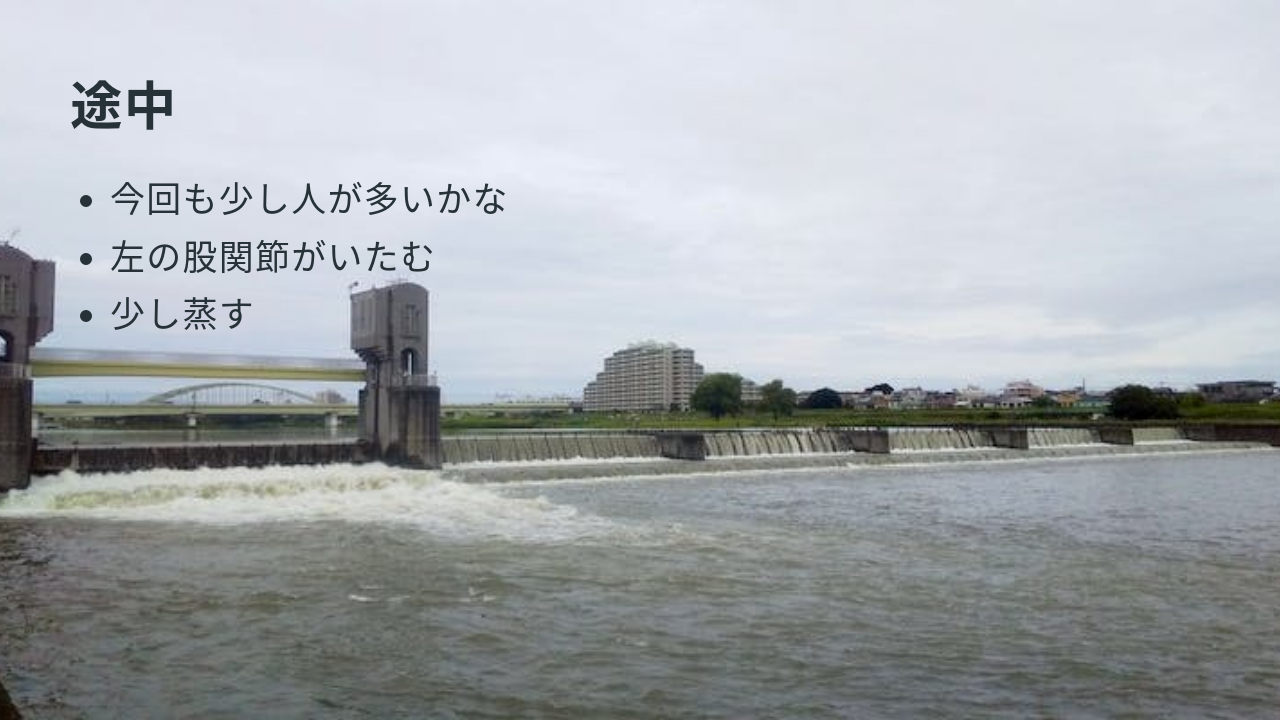 途中
今回も少し人が多いかな
左の股関節がいたむ
少し蒸す